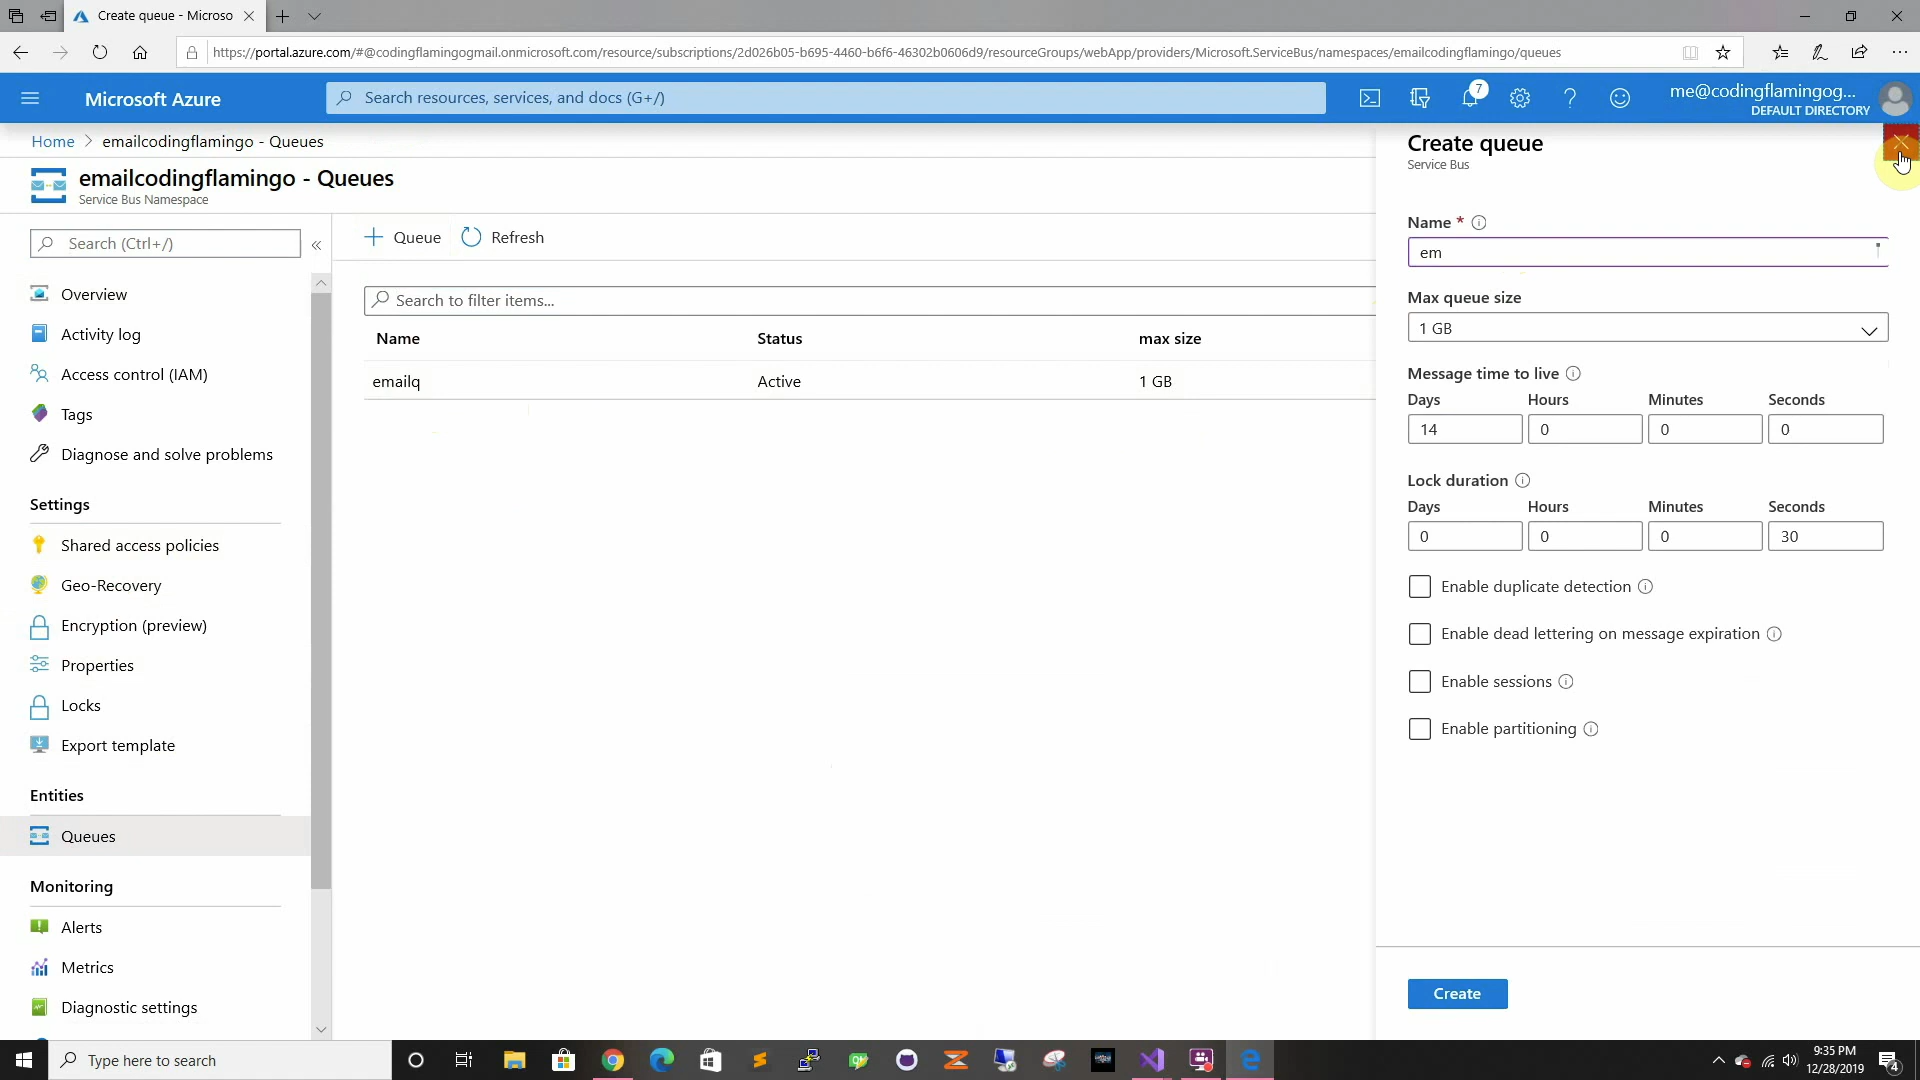 Create queue - Microso
https://portal.azure.com/#@codingflamingogmail.onmicrosoft.com/resource/subscriptions/2d026b05-b695-4460-b6f6-46302b0606d9/resourceGroups/webApp/providers/Microsoft.ServiceBus/namespaces/emailcodingflamingo/queues
Microsoft Azure
Search resources, services, and docs (G+/)
7
me@codingflamingog...
DEFAULT DIRECTORY
Home > emailcodingflamingo - Queues
emailcodingflamingo - Queues
Service Bus Namespace
Search (Ctrl+/)
Overview
Activity log
Access control (IAM)
Tags
Diagnose and solve problems
Settings
Shared access policies
Geo-Recovery
Encryption (preview)
Properties
Locks
Export template
Entities
Queues
Monitoring
Alerts
Metrics
Diagnostic settings
Queue
Refresh
Search to filter items...
Name Status max size
emailq Active 1 GB
Create queue
Service Bus
Name *
em
Max queue size
1 GB
Message time to live
Days Hours Minutes Seconds
14 0 0 0
Lock duration
Days Hours Minutes Seconds
0 0 0 30
Enable duplicate detection
Enable dead lettering on message expiration
Enable sessions
Enable partitioning
Create
Type here to search
9:35 PM
12/28/2019
4